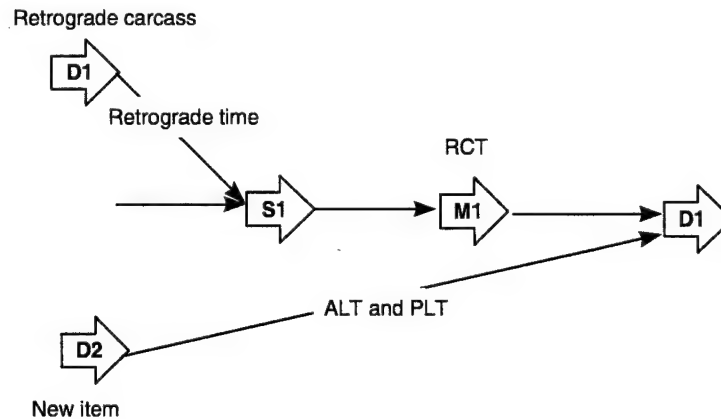 Retrograde carcass
D1
Retrograde time
RCT
S1
M1
D1
ALT and PLT
D2
New item